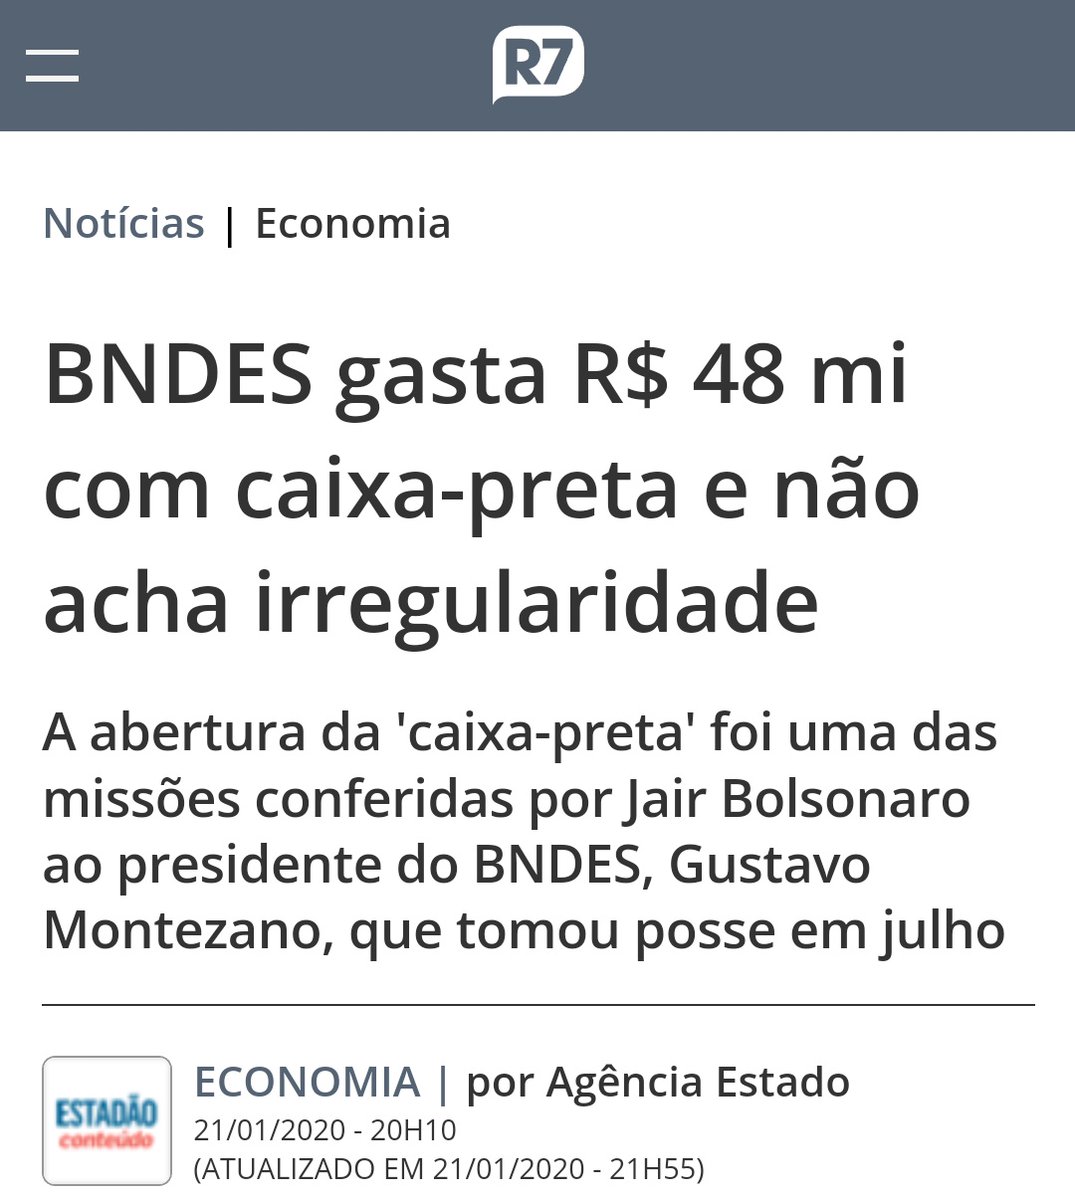 R7
Notícias | Economia
BNDES gasta R$ 48 mi
com caixa-preta e não
acha irregularidade
A abertura da 'caixa-preta' foi uma das
missões conferidas por Jair Bolsonaro
ao presidente do BNDES, Gustavo
Montezano, que tomou posse em julho
ESTADÃO
conteúdo
ECONOMIA | por Agência Estado
21/01/2020 - 20H10
(ATUALIZADO EM 21/01/2020 - 21H55)